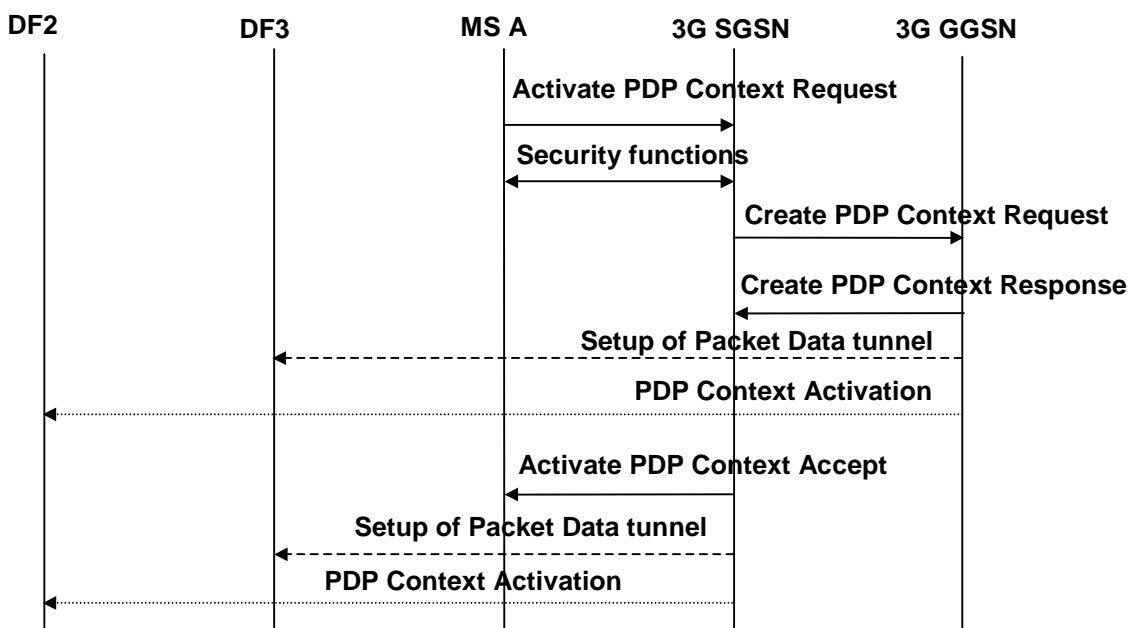 DF2 DF3 MS A 3G SGSN 3G GGSN
Activate PDP Context Request
Security functions
Create PDP Context Request
Create PDP Context Response
Setup of Packet Data tunnel
PDP Context Activation
Activate PDP Context Accept
Setup of Packet Data tunnel
PDP Context Activation